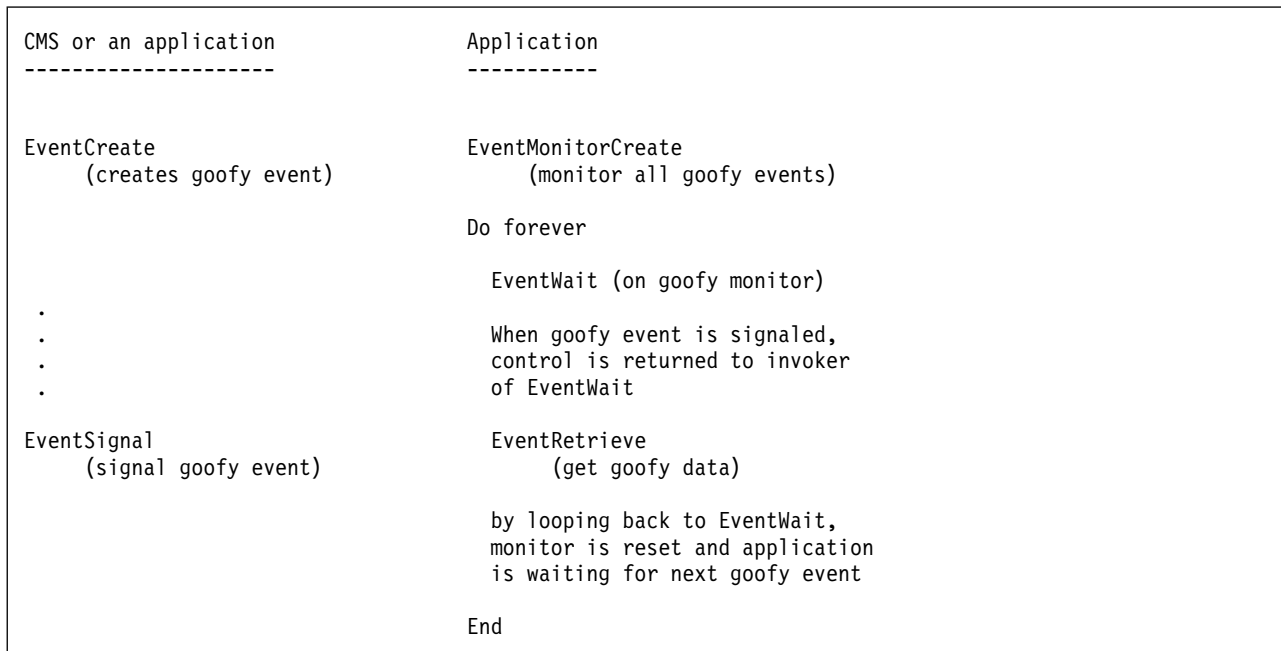 CMS or an application Application
--------------------- -----------
EventCreate EventMonitorCreate
(creates goofy event) (monitor all goofy events)
Do forever
EventWait (on goofy monitor)
.
. When goofy event is signaled,
. control is returned to invoker
. of EventWait
EventSignal EventRetrieve
(signal goofy event) (get goofy data)
by looping back to EventWait,
monitor is reset and application
is waiting for next goofy event
End